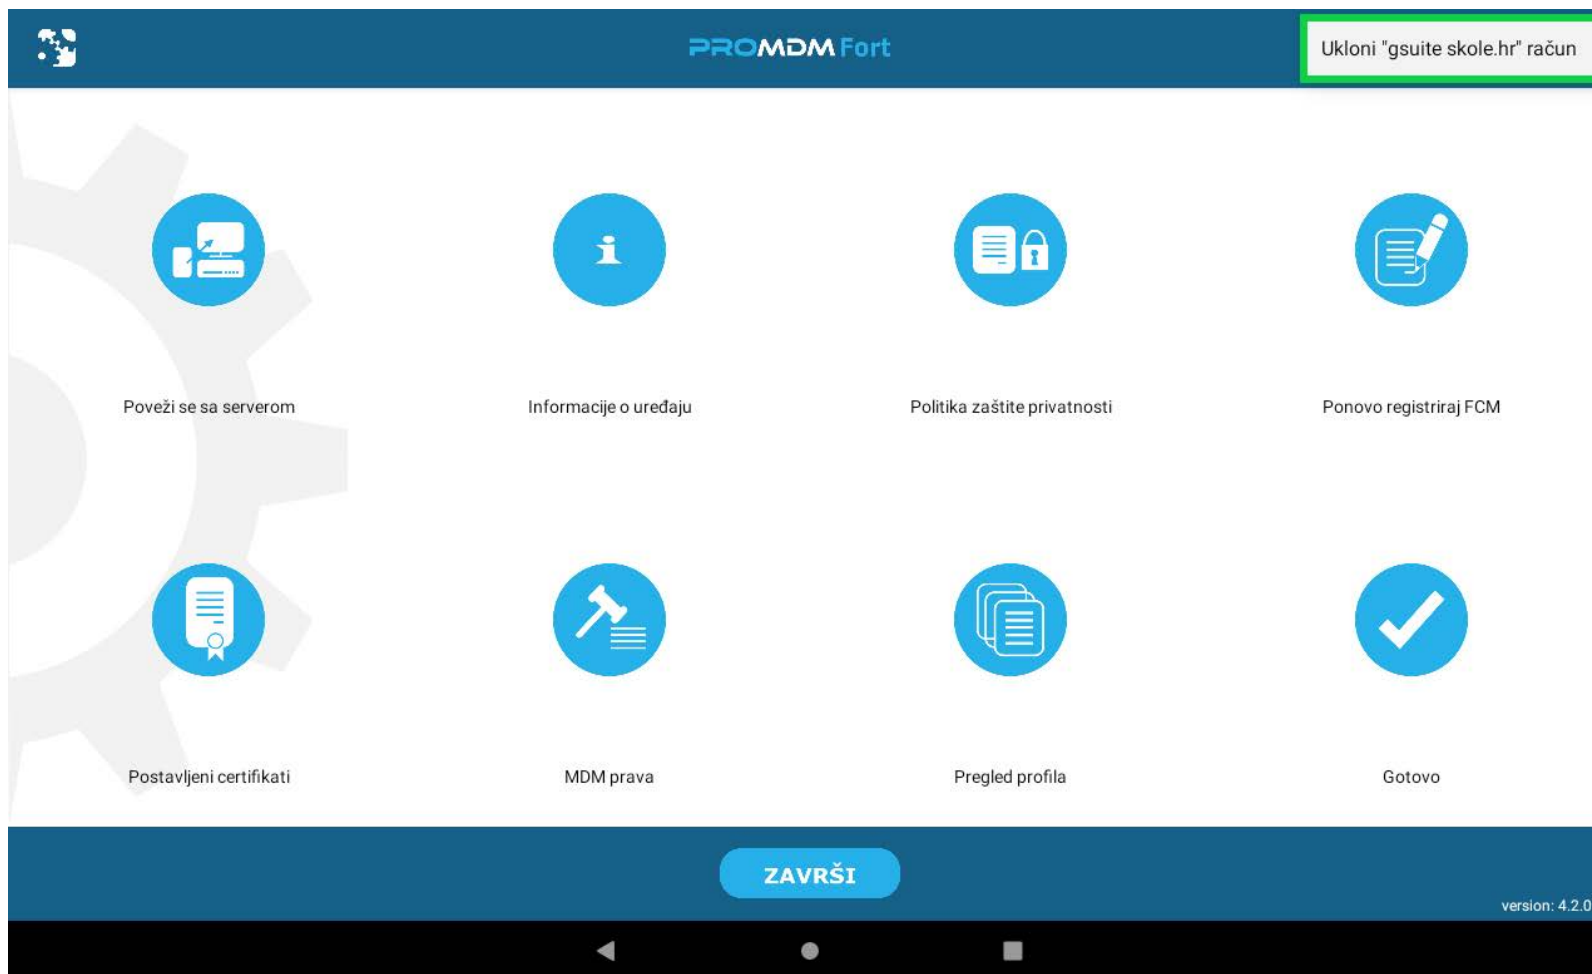 PROMDM Fort
Ukloni "gsuite skole.hr" račun
Poveži se sa serverom
Informacije o uređaju
Politika zaštite privatnosti
Ponovo registriraj FCM
Postavljeni certifikati
MDM prava
Pregled profila
Gotovo
ZAVRŠI
version: 4.2.0